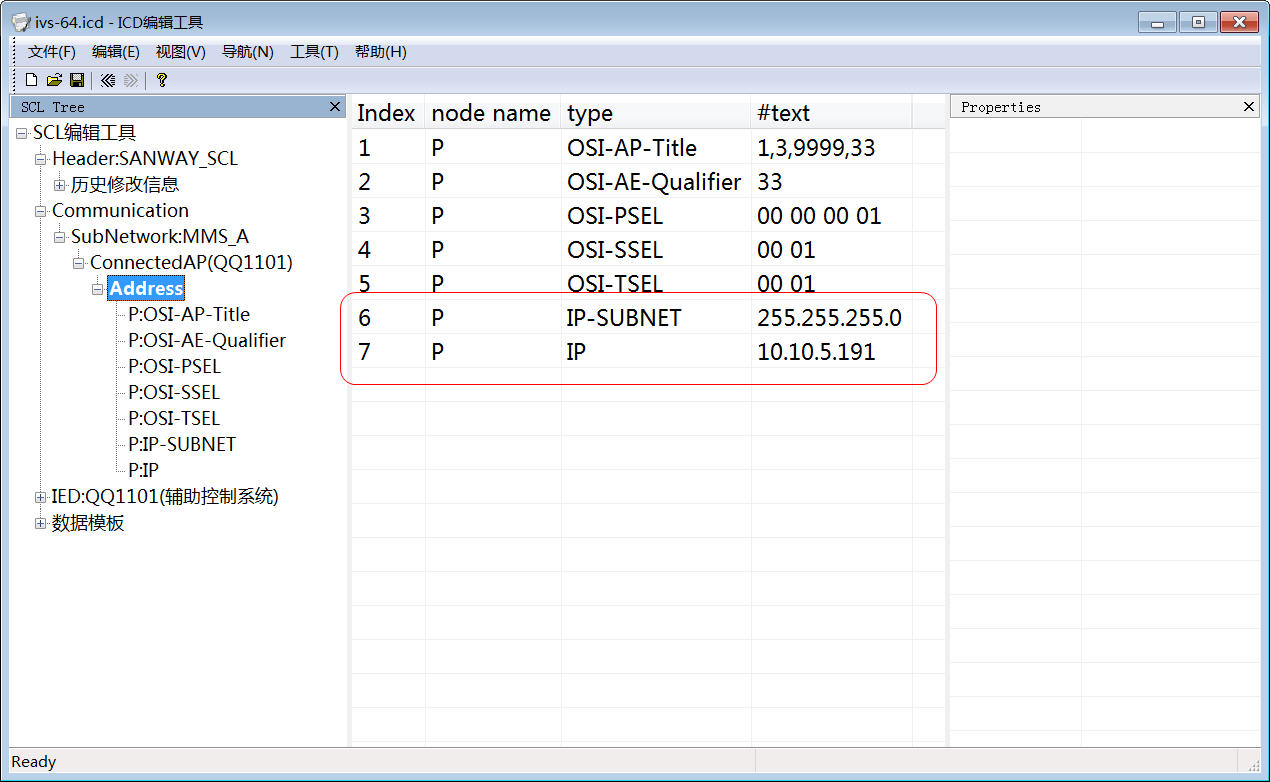 ivs-64.icd - ICD编辑工具
文件(F) 编辑(E) 视图(V) 导航(N) 工具(T) 帮助(H)
SCL Tree
SCL编辑工具
Header:SANWAY_SCL
历史修改信息
Communication
SubNetwork:MMS_A
ConnectedAP(QQ1101)
Address
P:OSI-AP-Title
P:OSI-AE-Qualifier
P:OSI-PSEL
P:OSI-SSEL
P:OSI-TSEL
P:IP-SUBNET
P:IP
IED:QQ1101(辅助控制系统)
数据模板
Index node name type #text
1 P OSI-AP-Title 1,3,9999,33
2 P OSI-AE-Qualifier 33
3 P OSI-PSEL 00 00 00 01
4 P OSI-SSEL 00 01
5 P OSI-TSEL 00 01
6 P IP-SUBNET 255.255.255.0
7 P IP 10.10.5.191
Properties
Ready